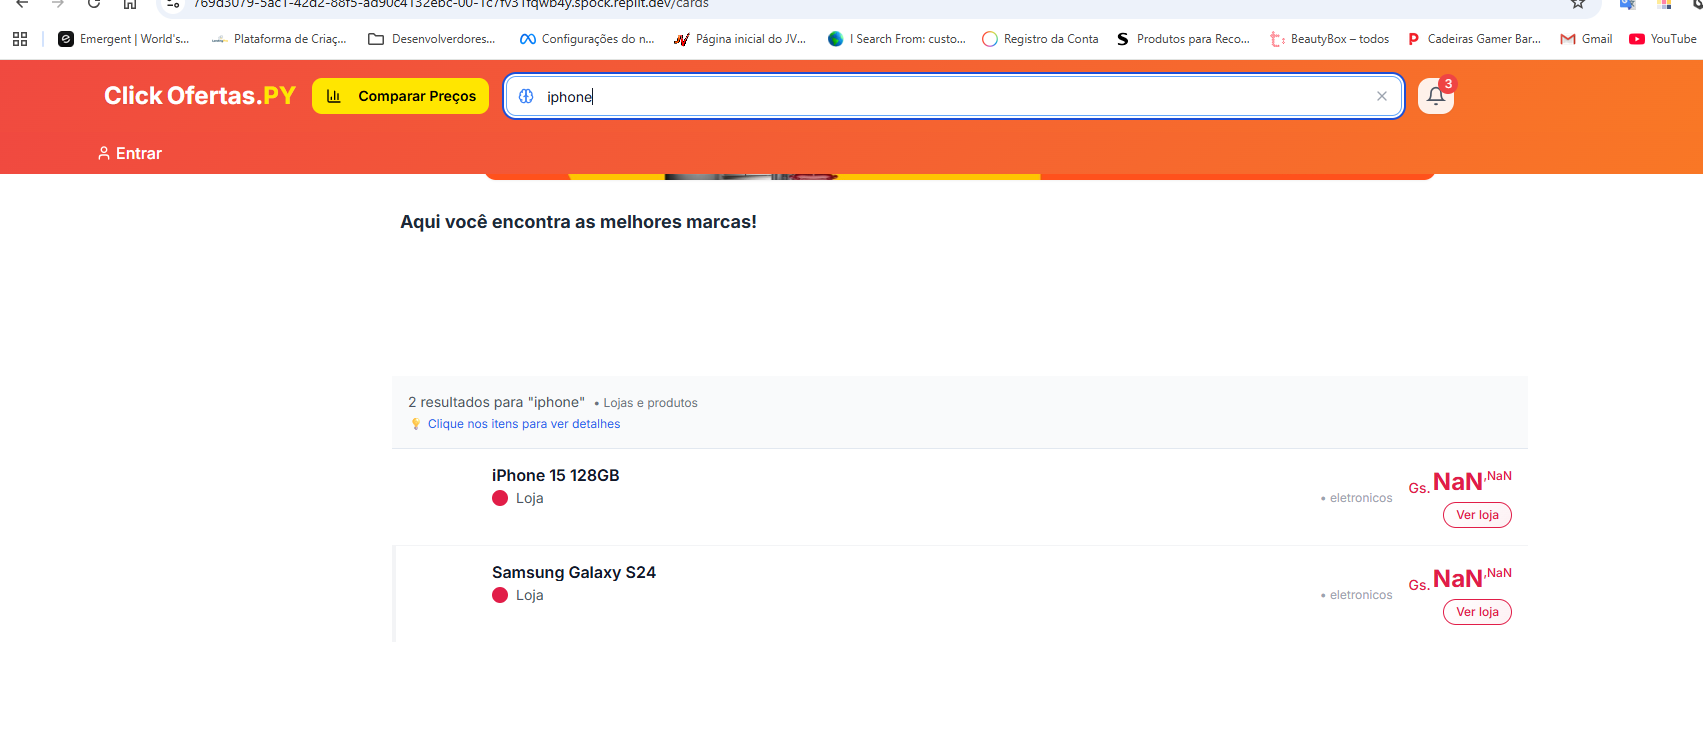 769d3079-5ac1-42d2-88f5-ad90c4132ebc-00-1c7fv31fqwb4y.spock.replit.dev/cards
Emergent | World's... Plataforma de Criaç... Desenvolverdores... Configurações do n... Página inicial do JV... I Search From: custo... Registro da Conta Produtos para Reco... BeautyBox – todos Cadeiras Gamer Bar... Gmail YouTube
Click Ofertas.PY Comparar Preços iphone 3
Entrar
Aqui você encontra as melhores marcas!
2 resultados para "iphone" • Lojas e produtos
Clique nos itens para ver detalhes
iPhone 15 128GB
Loja • eletronicos Gs. NaN,NaN
Ver loja
Samsung Galaxy S24
Loja • eletronicos Gs. NaN,NaN
Ver loja